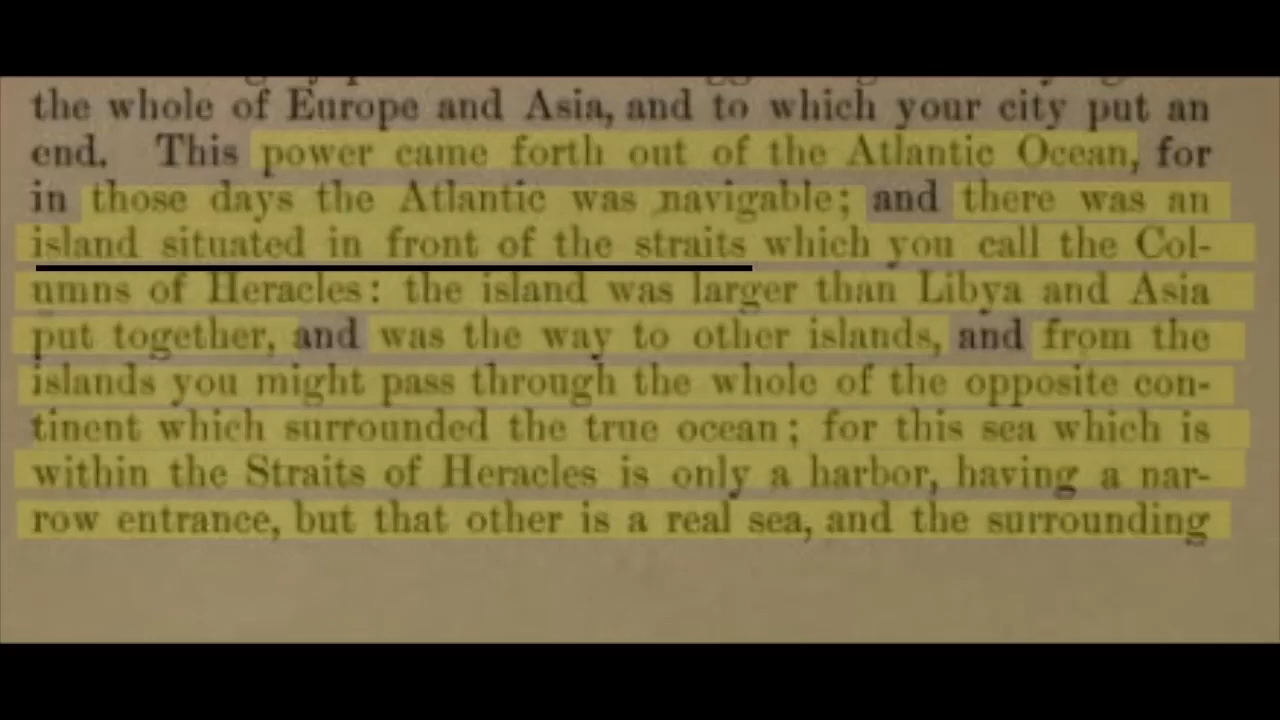 the whole of Europe and Asia, and to which your city put an
end. This power came forth out of the Atlantic Ocean, for
in those days the Atlantic was navigable; and there was an
island situated in front of the straits which you call the Col-
umns of Heracles: the island was larger than Libya and Asia
put together, and was the way to other islands, and from the
islands you might pass through the whole of the opposite con-
tinent which surrounded the true ocean; for this sea which is
within the Straits of Heracles is only a harbor, having a nar-
row entrance, but that other is a real sea, and the surrounding